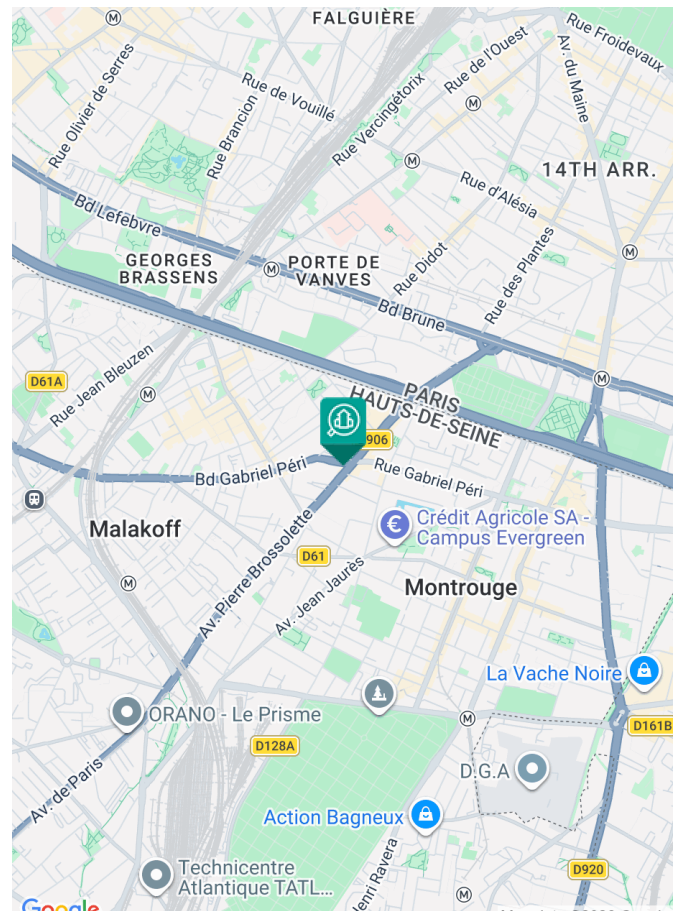 FALGUIÈRE
Rue Froidevaux
Rue de l'Ouest
Av. du Maine
Rue Olivier de Serres
Rue de Vouillé
Rue Brancion
Rue Vercingétorix
14TH ARR.
Rue d'Alésia
Bd Lefebvre
GEORGES
BRASSENS
PORTE DE
VANVES
Rue Didot
Rue des Plantes
Bd Brune
Rue Jean Bleuzen
D61A
PARIS
HAUTS-DE-SEINE
906
Bd Gabriel Péri
Rue Gabriel Péri
Malakoff
Crédit Agricole SA -
Campus Evergreen
D61
Av. Pierre Brossolette
Av. Jean Jaurès
Montrouge
La Vache Noire
ORANO - Le Prisme
D161B
D128A
D.G.A
Av. de Paris
Action Bagneux
Technicentre
Atlantique TATL...
Henri Ravera
D920
Google